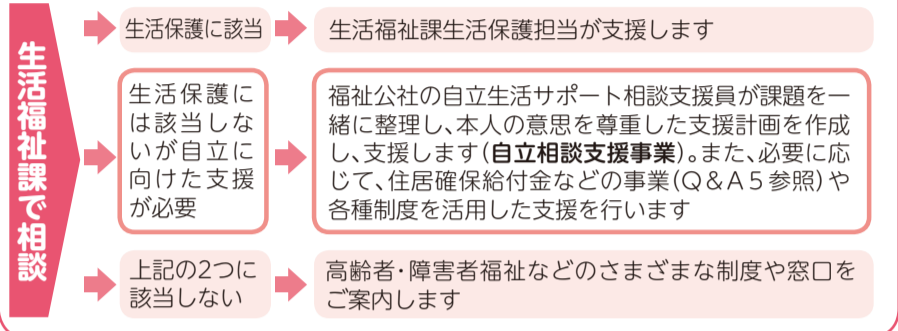 生活福祉課で相談
生活保護に該当
生活福祉課生活保護担当が支援します
生活保護に
は該当しな
いが自立に
向けた支援
が必要
福祉公社の自立生活サポート相談支援員が課題を一
緒に整理し、本人の意思を尊重した支援計画を作成
し、支援します(自立相談支援事業)。また、必要に応
じて、住居確保給付金などの事業(Q&A5参照)や
各種制度を活用した支援を行います
上記の2つに
該当しない
高齢者・障害者福祉などのさまざまな制度や窓口を
ご案内します